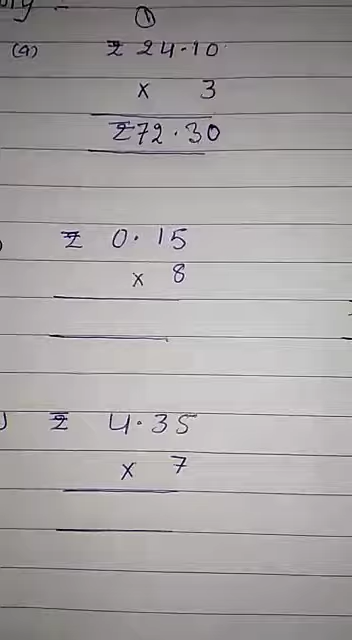 ①
(a) ₹ 24.10
x 3
₹72.30
₹ 0.15
x 8
₹ 4.35
x 7